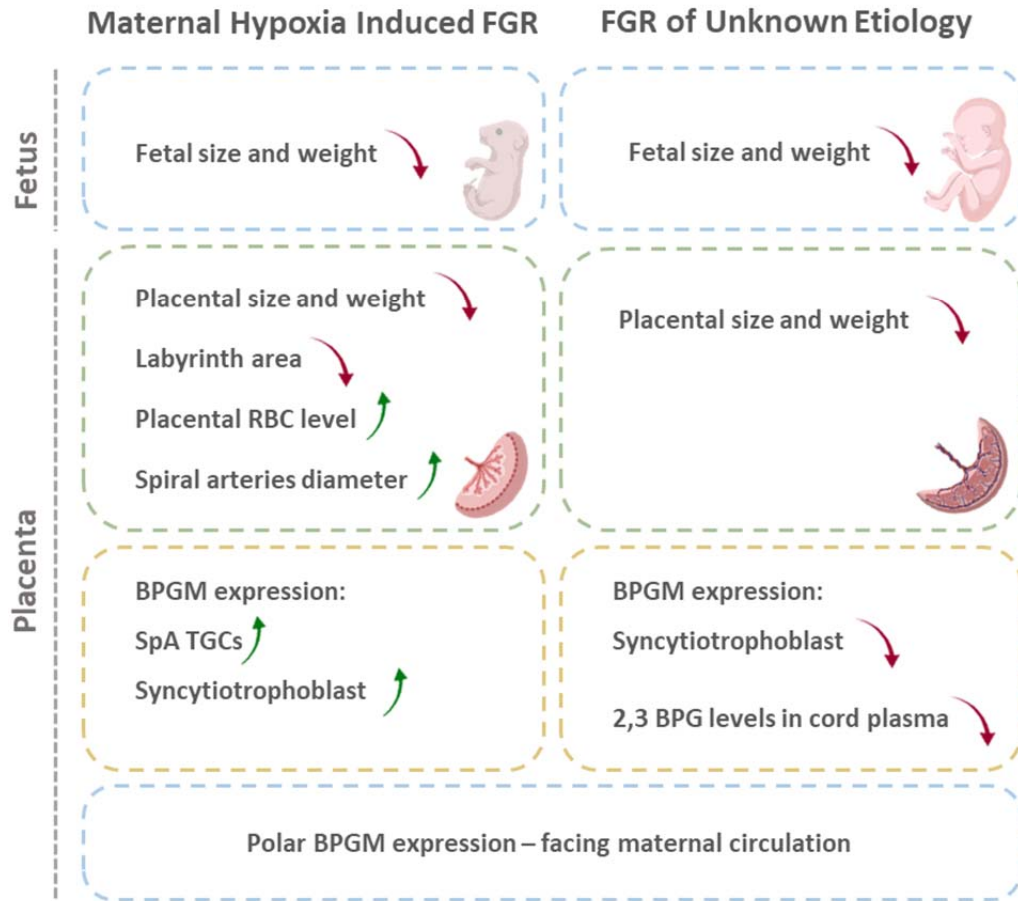 Maternal Hypoxia Induced FGR
FGR of Unknown Etiology
Fetus
Fetal size and weight
Fetal size and weight
Placenta
Placental size and weight
Labyrinth area
Placental RBC level
Spiral arteries diameter
Placental size and weight
BPGM expression:
SpA TGCs
Syncytiotrophoblast
BPGM expression:
Syncytiotrophoblast
2,3 BPG levels in cord plasma
Polar BPGM expression – facing maternal circulation